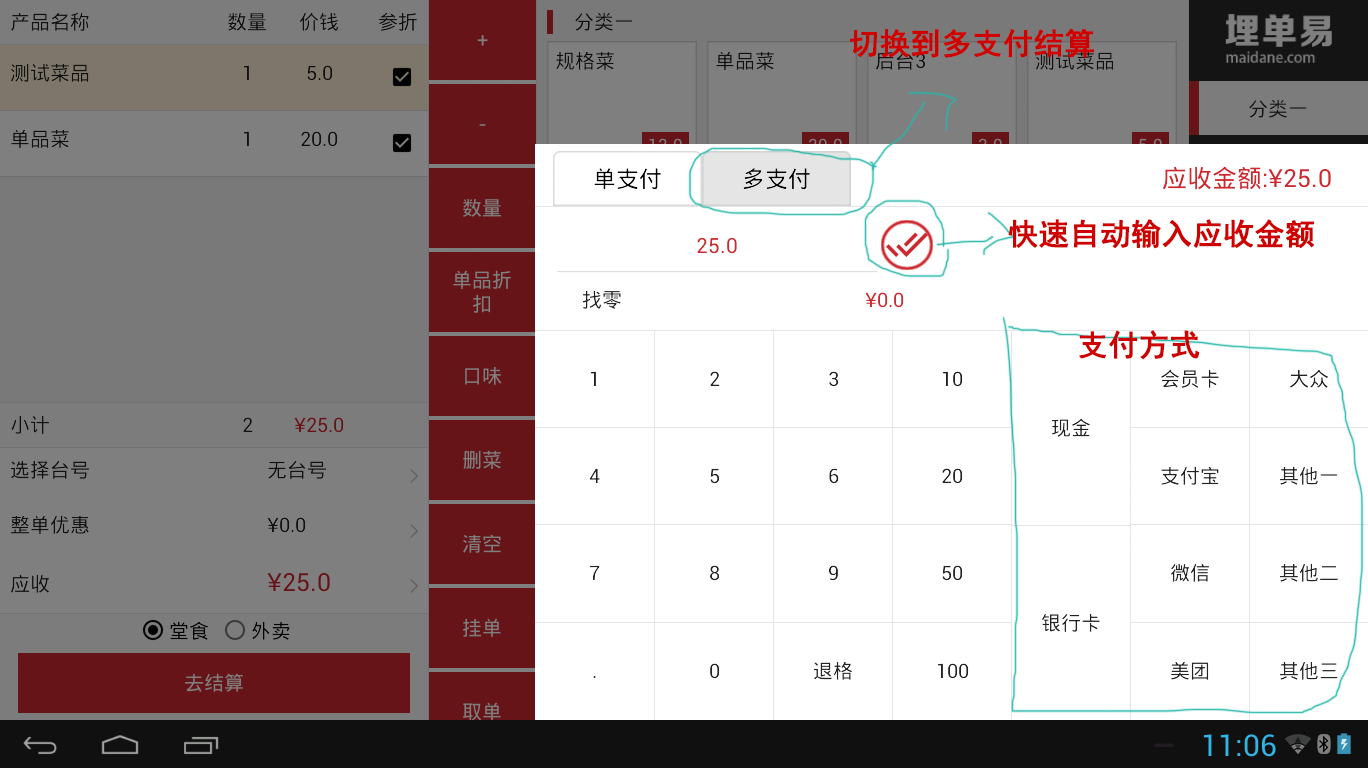 产品名称 数量 价钱 参折
测试菜品 1 5.0
单品菜 1 20.0
小计 2 ¥25.0
选择台号 无台号
整单优惠 ¥0.0
应收 ¥25.0
堂食 外卖
去结算
+
-
数量
单品折
扣
口味
删菜
清空
挂单
取单
分类一
切换到多支付结算
规格菜 单品菜 后台3 测试菜品
埋单易
maidane.com
分类一
单支付 多支付 应收金额:¥25.0
25.0 快速自动输入应收金额
找零 ¥0.0
支付方式
1 2 3 10 会员卡 大众
现金
4 5 6 20 支付宝 其他一
7 8 9 50 微信 其他二
银行卡
. 0 退格 100 美团 其他三
11:06